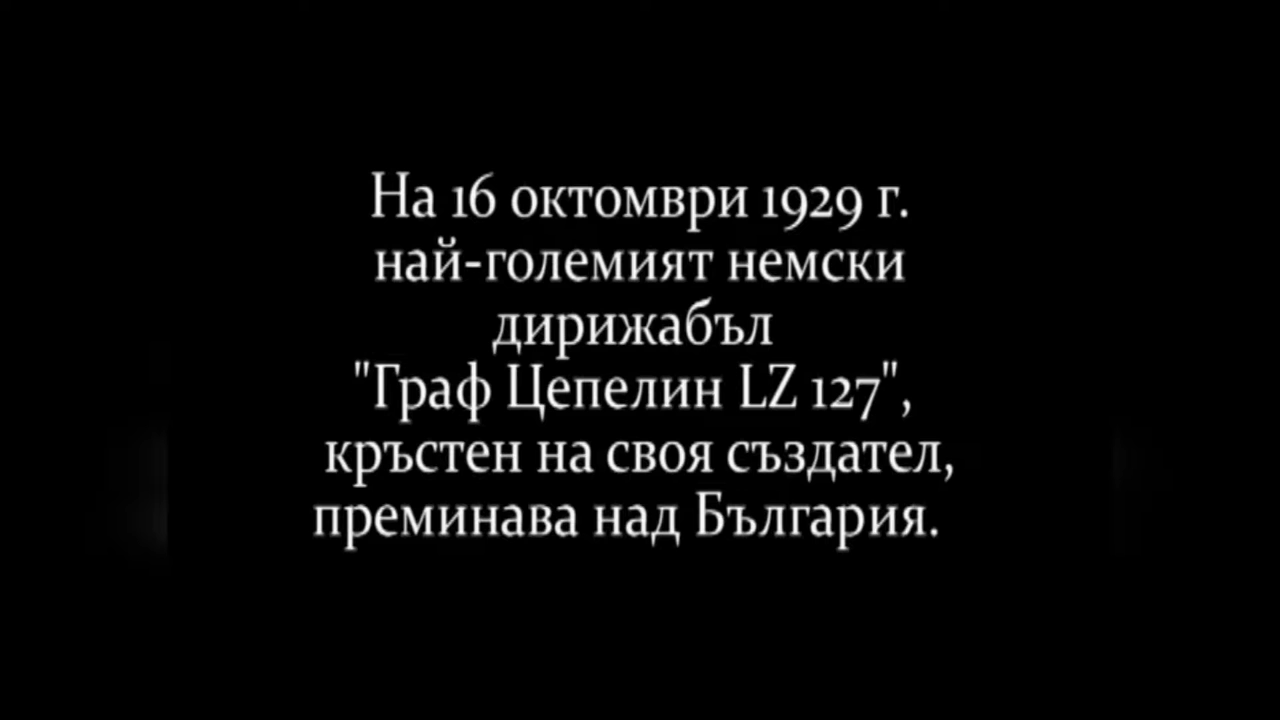 На 16 октомври 1929 г.
най-големият немски
дирижабъл
"Граф Цепелин LZ 127",
кръстен на своя създател,
преминава над България.